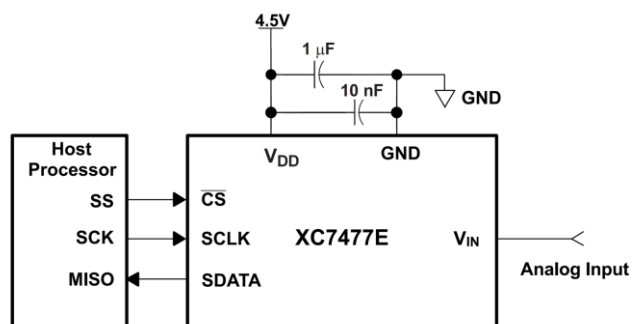 4.5V
1 µF
10 nF
GND
Host
Processor
VDD
GND
SS
CS
SCK
SCLK
XC7477E
VIN
MISO
SDATA
Analog Input